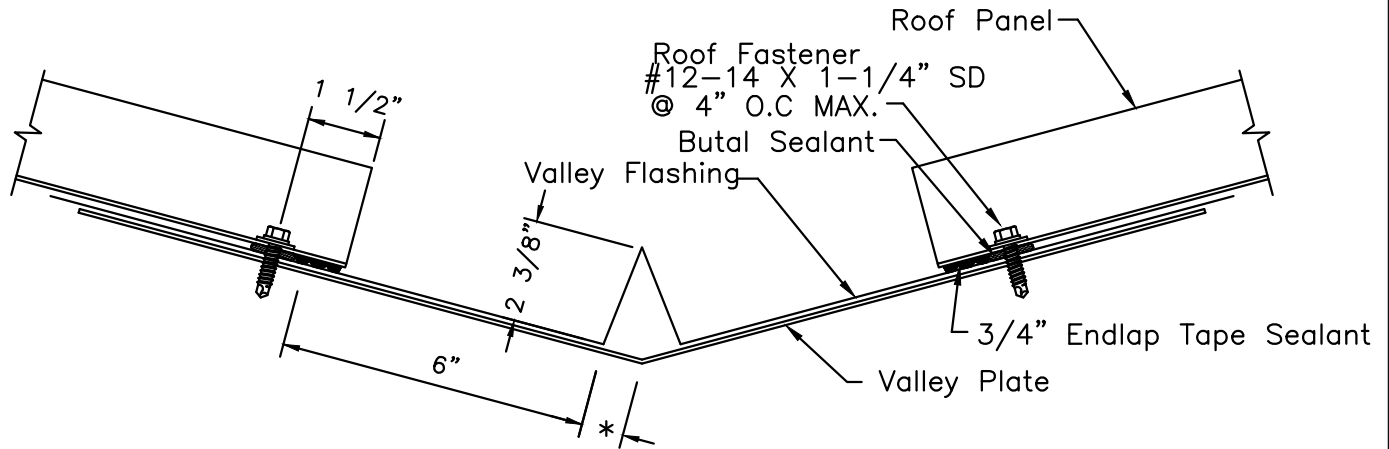 Roof Panel
Roof Fastener
#12-14 X 1-1/4" SD
@ 4" O.C MAX.
Butal Sealant
Valley Flashing
1 1/2"
2 3/8"
3/4" Endlap Tape Sealant
6"
Valley Plate
*